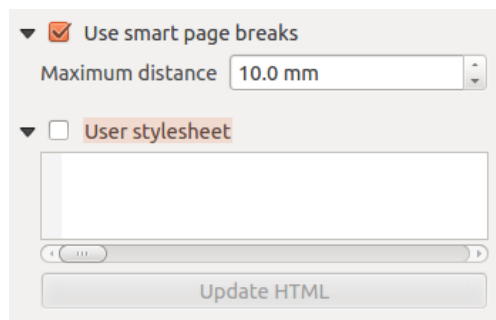 Use smart page breaks
Maximum distance 10.0 mm
User stylesheet
Update HTML